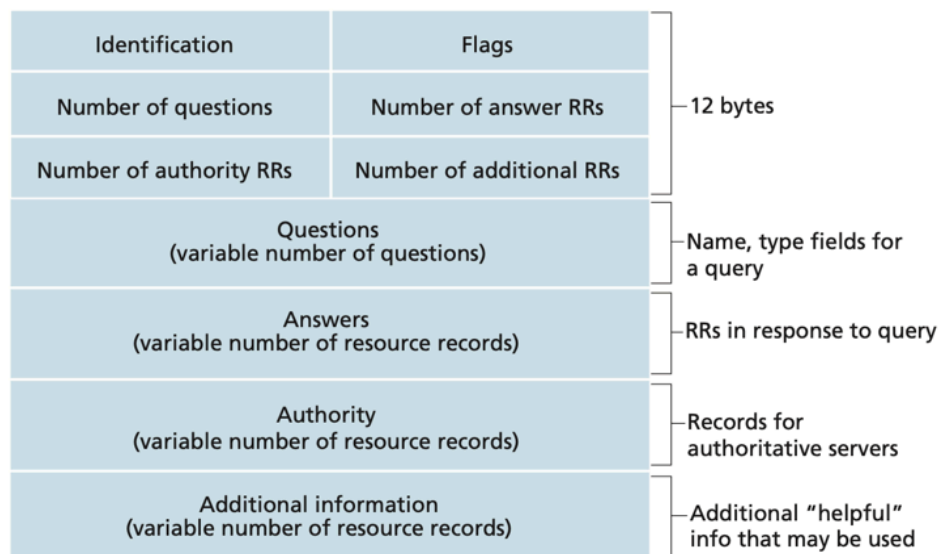 Identification
Flags
Number of questions
Number of answer RRs
12 bytes
Number of authority RRs
Number of additional RRs
Questions
(variable number of questions)
Name, type fields for
a query
Answers
(variable number of resource records)
RRs in response to query
Authority
(variable number of resource records)
Records for
authoritative servers
Additional information
(variable number of resource records)
Additional “helpful”
info that may be used